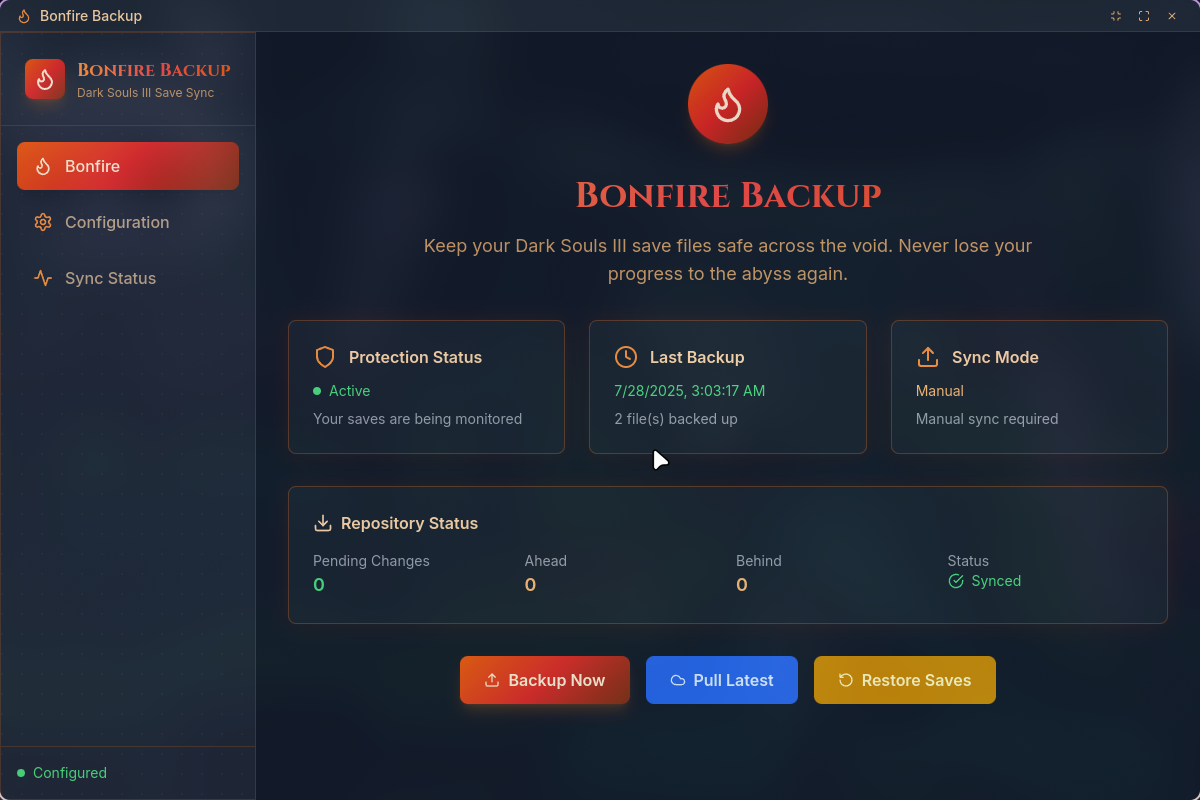 Bonfire Backup
Bonfire Backup
Dark Souls III Save Sync
Bonfire
Configuration
Sync Status
Configured
Bonfire Backup
Keep your Dark Souls III save files safe across the void. Never lose your
progress to the abyss again.
Protection Status
Active
Your saves are being monitored
Last Backup
7/28/2025, 3:03:17 AM
2 file(s) backed up
Sync Mode
Manual
Manual sync required
Repository Status
Pending Changes
0
Ahead
0
Behind
0
Status
Synced
Backup Now
Pull Latest
Restore Saves